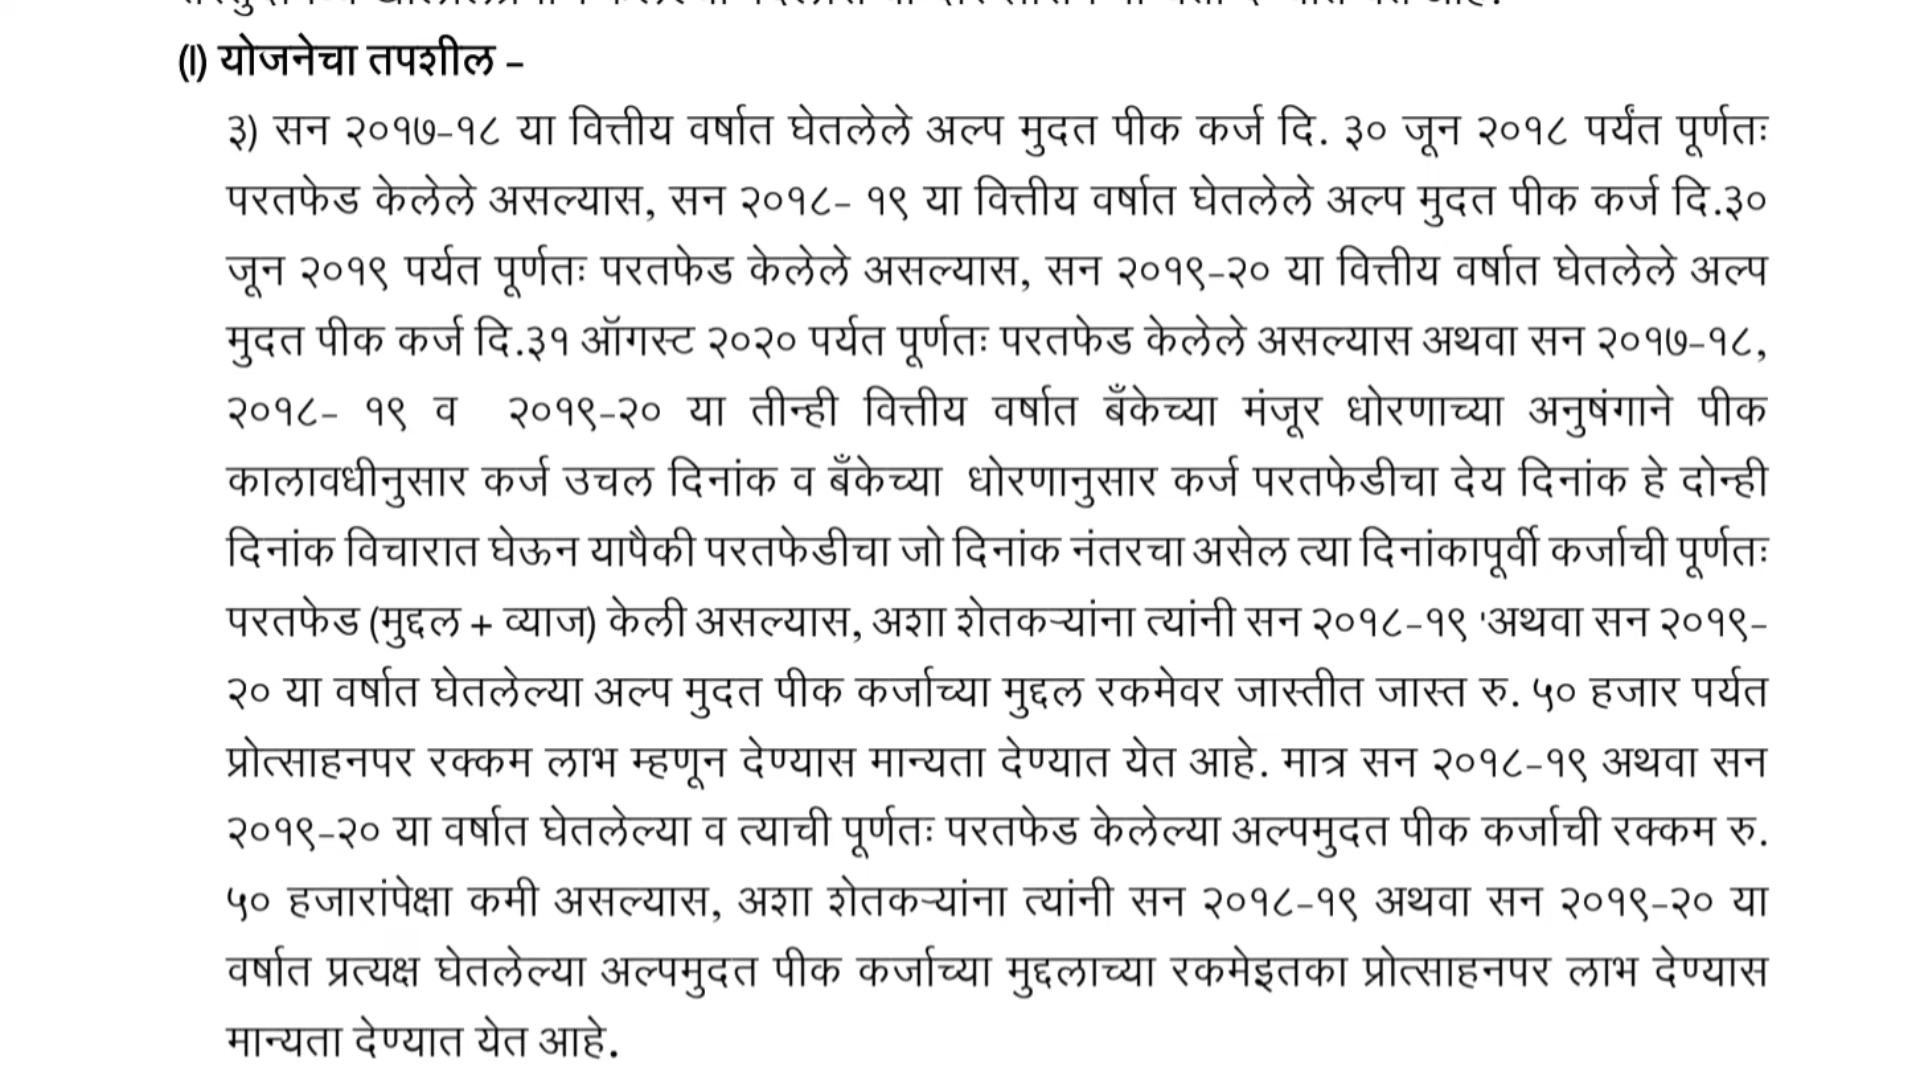 (I) योजनेचा तपशील –
३) सन २०१७-१८ या वित्तीय वर्षात घेतलेले अल्प मुदत पीक कर्ज दि. ३० जून २०१८ पर्यंत पूर्णतः
परतफेड केलेले असल्यास, सन २०१८- १९ या वित्तीय वर्षात घेतलेले अल्प मुदत पीक कर्ज दि.३०
जून २०१९ पर्यत पूर्णतः परतफेड केलेले असल्यास, सन २०१९-२० या वित्तीय वर्षात घेतलेले अल्प
मुदत पीक कर्ज दि.३१ ऑगस्ट २०२० पर्यत पूर्णतः परतफेड केलेले असल्यास अथवा सन २०१७-१८,
२०१८- १९ व २०१९-२० या तीन्ही वित्तीय वर्षात बँकेच्या मंजूर धोरणाच्या अनुषंगाने पीक
कालावधीनुसार कर्ज उचल दिनांक व बँकेच्या धोरणानुसार कर्ज परतफेडीचा देय दिनांक हे दोन्ही
दिनांक विचारात घेऊन यापैकी परतफेडीचा जो दिनांक नंतरचा असेल त्या दिनांकापूर्वी कर्जाची पूर्णतः
परतफेड (मुद्दल + व्याज) केली असल्यास, अशा शेतकऱ्यांना त्यांनी सन २०१८-१९ 'अथवा सन २०१९-
२० या वर्षात घेतलेल्या अल्प मुदत पीक कर्जाच्या मुद्दल रकमेवर जास्तीत जास्त रु. ५० हजार पर्यत
प्रोत्साहनपर रक्कम लाभ म्हणून देण्यास मान्यता देण्यात येत आहे. मात्र सन २०१८-१९ अथवा सन
२०१९-२० या वर्षात घेतलेल्या व त्याची पूर्णतः परतफेड केलेल्या अल्पमुदत पीक कर्जाची रक्कम रु.
५० हजारांपेक्षा कमी असल्यास, अशा शेतकऱ्यांना त्यांनी सन २०१८-१९ अथवा सन २०१९-२० या
वर्षात प्रत्यक्ष घेतलेल्या अल्पमुदत पीक कर्जाच्या मुद्दलाच्या रकमेइतका प्रोत्साहनपर लाभ देण्यास
मान्यता देण्यात येत आहे.